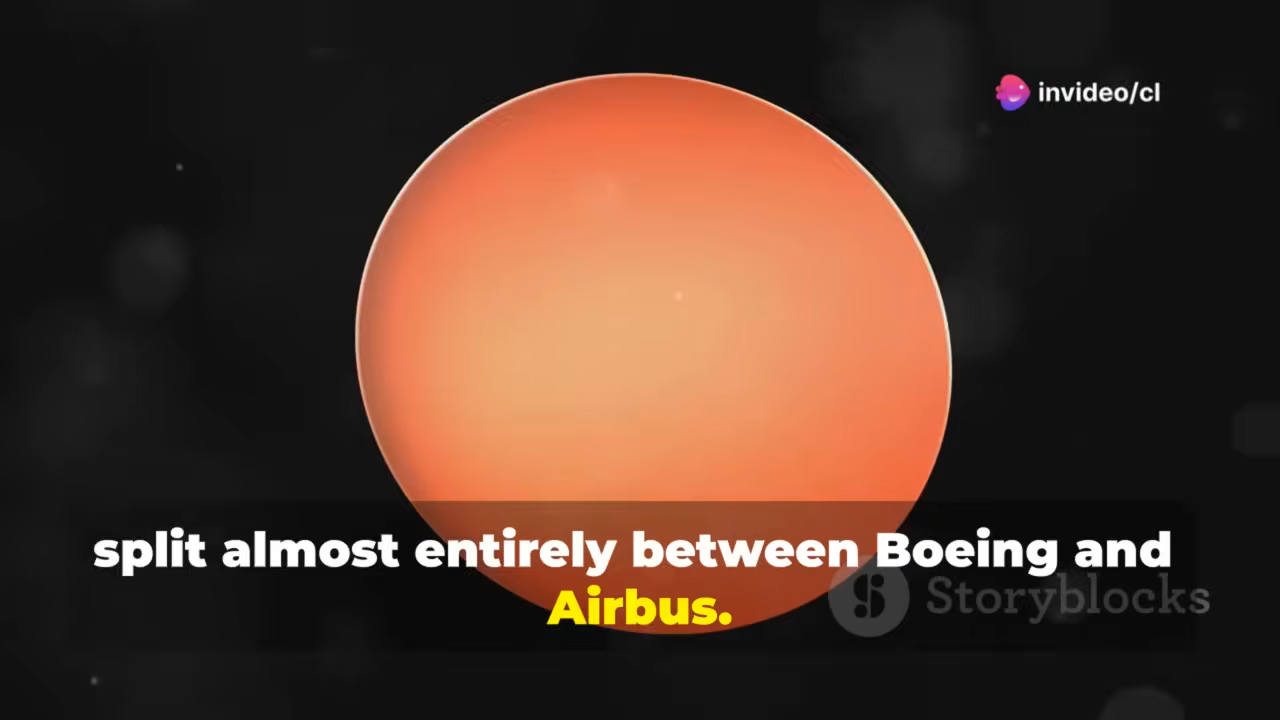 invideo/cl
split almost entirely between Boeing and
Airbus.
Storyblocks